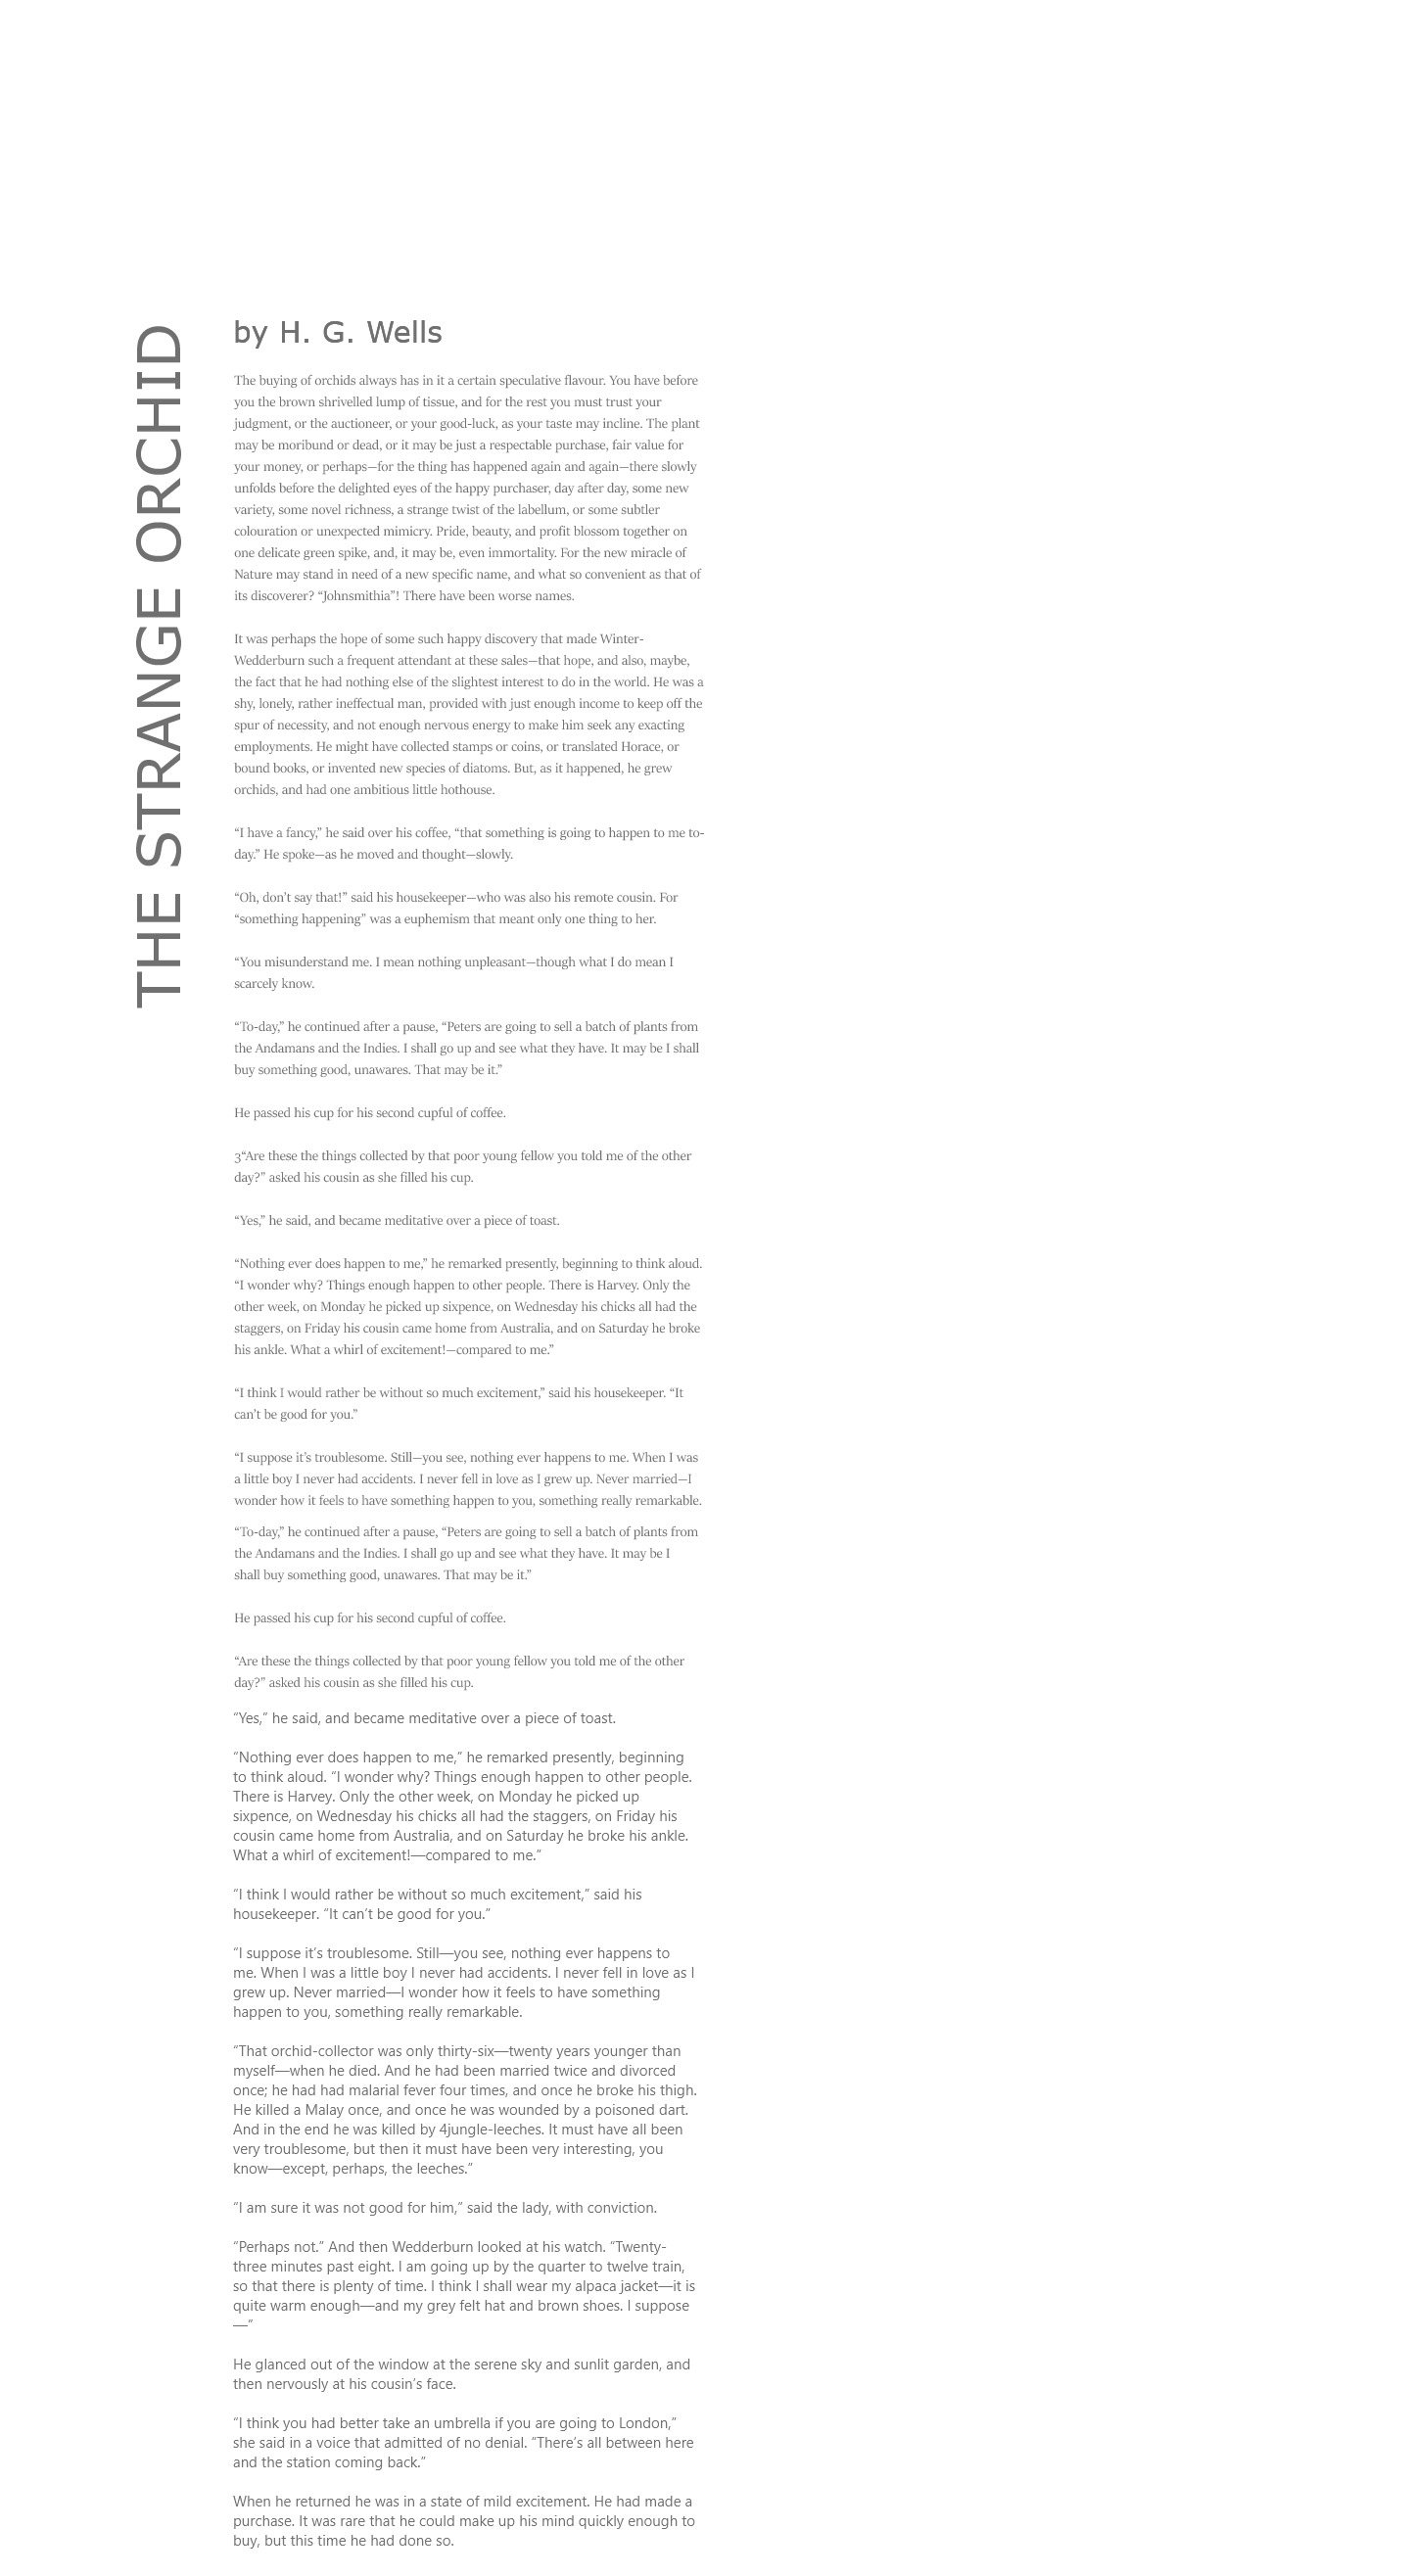 THE STRANGE ORCHID
by H. G. Wells
The buying of orchids always has in it a certain speculative flavour. You have before
you the brown shrivelled lump of tissue, and for the rest you must trust your
judgment, or the auctioneer, or your good-luck, as your taste may incline. The plant
may be moribund or dead, or it may be just a respectable purchase, fair value for
your money, or perhaps—for the thing has happened again and again—there slowly
unfolds before the delighted eyes of the happy purchaser, day after day, some new
variety, some novel richness, a strange twist of the labellum, or some subtler
colouration or unexpected mimicry. Pride, beauty, and profit blossom together on
one delicate green spike, and, it may be, even immortality. For the new miracle of
Nature may stand in need of a new specific name, and what so convenient as that of
its discoverer? “Johnsmithia”! There have been worse names.
It was perhaps the hope of some such happy discovery that made Winter-
Wedderburn such a frequent attendant at these sales—that hope, and also, maybe,
the fact that he had nothing else of the slightest interest to do in the world. He was a
shy, lonely, rather ineffectual man, provided with just enough income to keep off the
spur of necessity, and not enough nervous energy to make him seek any exacting
employments. He might have collected stamps or coins, or translated Horace, or
bound books, or invented new species of diatoms. But, as it happened, he grew
orchids, and had one ambitious little hothouse.
“I have a fancy,” he said over his coffee, “that something is going to happen to me to-
day.” He spoke—as he moved and thought—slowly.
“Oh, don’t say that!” said his housekeeper—who was also his remote cousin. For
“something happening” was a euphemism that meant only one thing to her.
“You misunderstand me. I mean nothing unpleasant—though what I do mean I
scarcely know.
“To-day,” he continued after a pause, “Peters are going to sell a batch of plants from
the Andamans and the Indies. I shall go up and see what they have. It may be I shall
buy something good, unawares. That may be it.”
He passed his cup for his second cupful of coffee.
3“Are these the things collected by that poor young fellow you told me of the other
day?” asked his cousin as she filled his cup.
“Yes,” he said, and became meditative over a piece of toast.
“Nothing ever does happen to me,” he remarked presently, beginning to think aloud.
“I wonder why? Things enough happen to other people. There is Harvey. Only the
other week, on Monday he picked up sixpence, on Wednesday his chicks all had the
staggers, on Friday his cousin came home from Australia, and on Saturday he broke
his ankle. What a whirl of excitement!—compared to me.”
“I think I would rather be without so much excitement,” said his housekeeper. “It
can’t be good for you.”
“I suppose it’s troublesome. Still—you see, nothing ever happens to me. When I was
a little boy I never had accidents. I never fell in love as I grew up. Never married—I
wonder how it feels to have something happen to you, something really remarkable.
“To-day,” he continued after a pause, “Peters are going to sell a batch of plants from
the Andamans and the Indies. I shall go up and see what they have. It may be I
shall buy something good, unawares. That may be it.”
He passed his cup for his second cupful of coffee.
“Are these the things collected by that poor young fellow you told me of the other
day?” asked his cousin as she filled his cup.
“Yes,” he said, and became meditative over a piece of toast.
“Nothing ever does happen to me,” he remarked presently, beginning
to think aloud. “I wonder why? Things enough happen to other people.
There is Harvey. Only the other week, on Monday he picked up
sixpence, on Wednesday his chicks all had the staggers, on Friday his
cousin came home from Australia, and on Saturday he broke his ankle.
What a whirl of excitement!—compared to me.”
“I think I would rather be without so much excitement,” said his
housekeeper. “It can’t be good for you.”
“I suppose it’s troublesome. Still—you see, nothing ever happens to
me. When I was a little boy I never had accidents. I never fell in love as I
grew up. Never married—I wonder how it feels to have something
happen to you, something really remarkable.
“That orchid-collector was only thirty-six—twenty years younger than
myself—when he died. And he had been married twice and divorced
once; he had had malarial fever four times, and once he broke his thigh.
He killed a Malay once, and once he was wounded by a poisoned dart.
And in the end he was killed by 4jungle-leeches. It must have all been
very troublesome, but then it must have been very interesting, you
know—except, perhaps, the leeches.”
“I am sure it was not good for him,” said the lady, with conviction.
“Perhaps not.” And then Wedderburn looked at his watch. “Twenty-
three minutes past eight. I am going up by the quarter to twelve train,
so that there is plenty of time. I think I shall wear my alpaca jacket—it is
quite warm enough—and my grey felt hat and brown shoes. I suppose
—”
He glanced out of the window at the serene sky and sunlit garden, and
then nervously at his cousin’s face.
“I think you had better take an umbrella if you are going to London,”
she said in a voice that admitted of no denial. “There’s all between here
and the station coming back.”
When he returned he was in a state of mild excitement. He had made a
purchase. It was rare that he could make up his mind quickly enough to
buy, but this time he had done so.